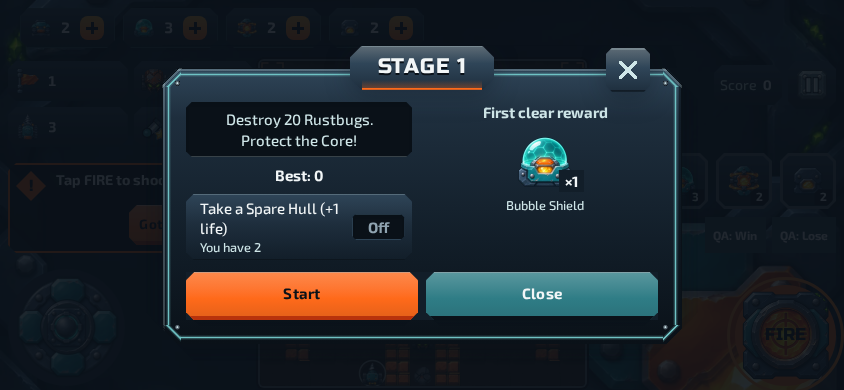 2
3
2
2
STAGE 1
1
Score 0
Destroy 20 Rustbugs.
Protect the Core!
First clear reward
3
×1
Best: 0
Bubble Shield
Tap FIRE to shoo
3
2
2
Take a Spare Hull (+1
life)
Off
You have 2
Got
QA: Win
QA: Lose
Start
Close
FIRE